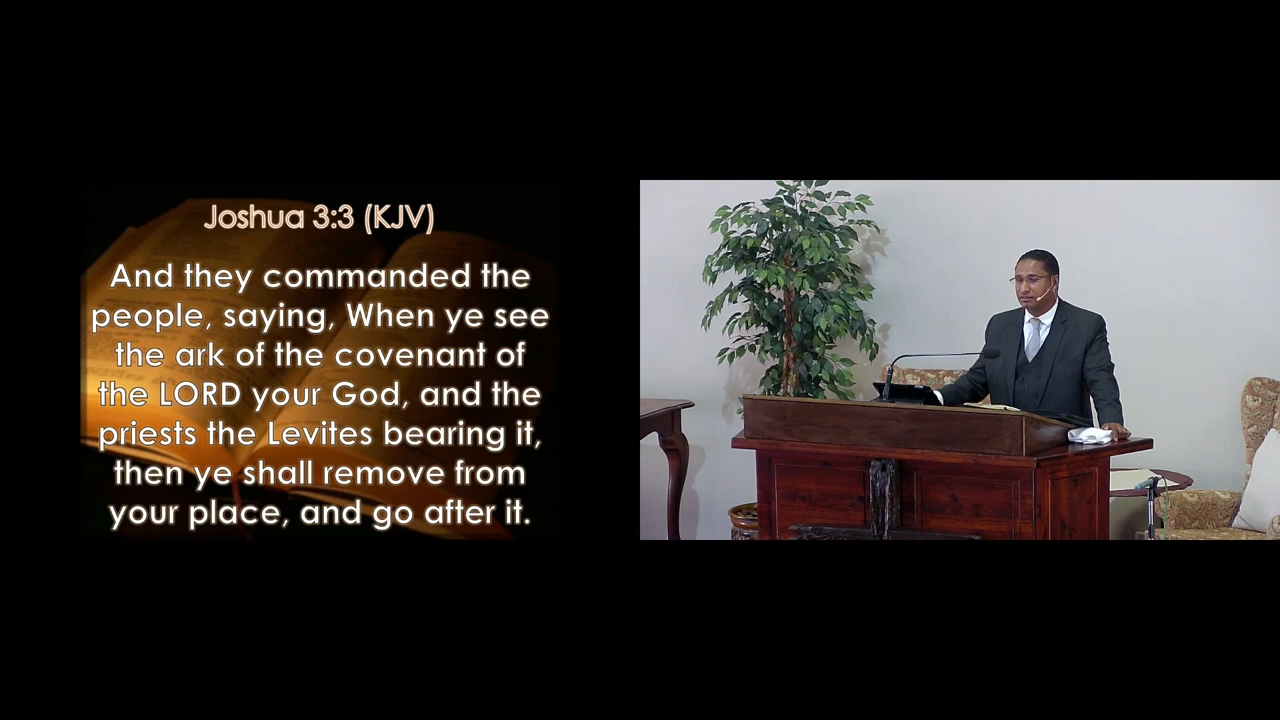 Joshua 3:3 (KJV)
And they commanded the
people, saying, When ye see
the ark of the covenant of
the LORD your God, and the
priests the Levites bearing it,
then ye shall remove from
your place, and go after it.